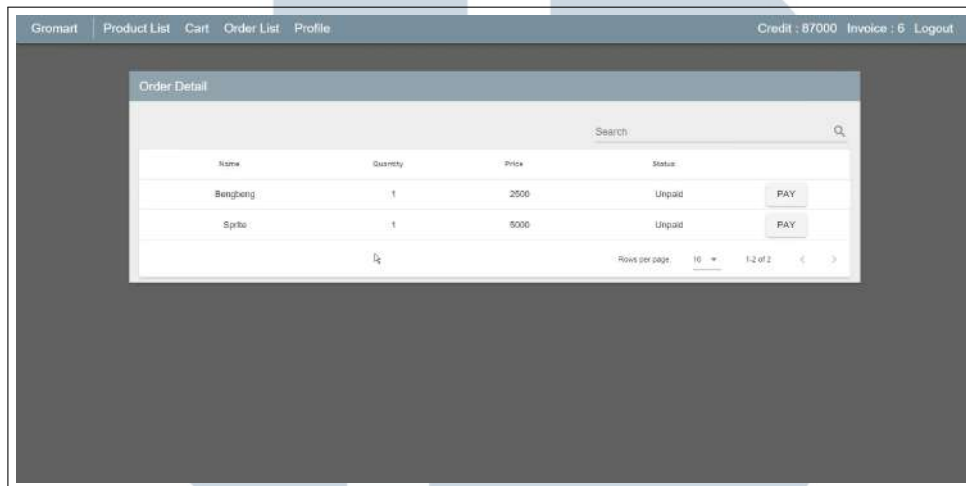 Gromart Product List Cart Order List Profile Credit : 87000 Invoice : 6 Logout
Order Detail
Search
Name Quantity Price Status
Bengbeng 1 2500 Unpaid PAY
Sprite 1 5000 Unpaid PAY
Rows per page 10 1-2 of 2